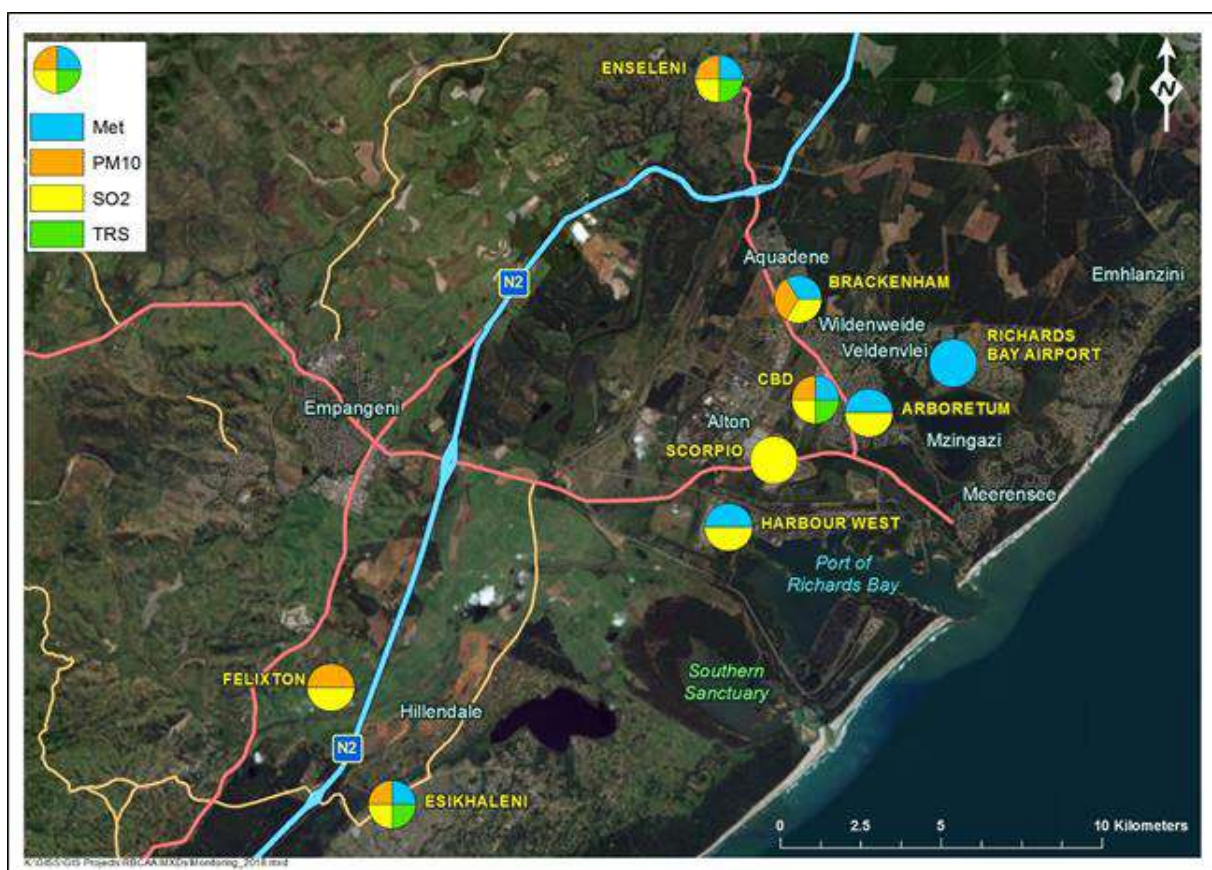 Met
PM10
SO2
TRS
ENSELENI
N
N2
Aquadene
Emhlanzini
BRACKENHAM
Wildenweide
Veldenvlei
RICHARDS
BAY AIRPORT
CBD
Empangeni
Alton
ARBORETUM
Mzingazi
SCORPIO
Meerensee
HARBOUR WEST
Port of
Richards Bay
FELIXTON
Southern
Sanctuary
Hillendale
N2
ESIKHALENI
0 2.5 5 10 Kilometers